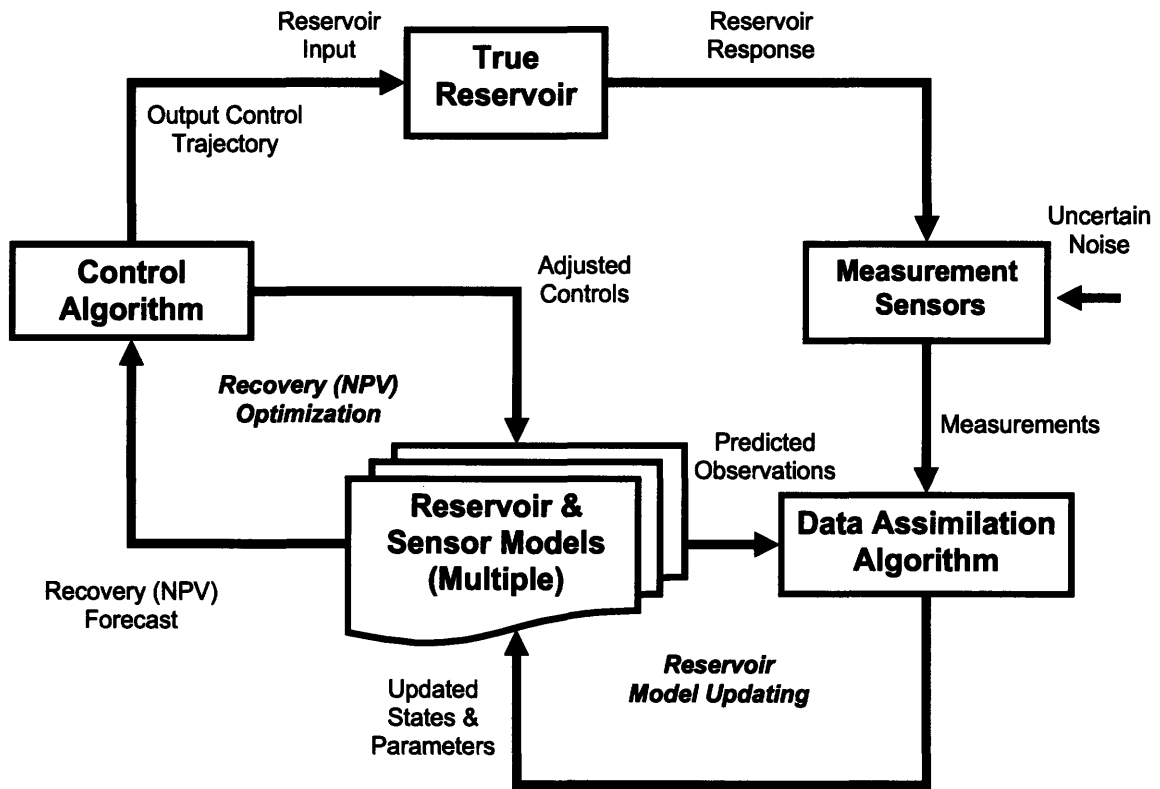 Reservoir
Input
Reservoir
Response
True
Reservoir
Output Control
Trajectory
Uncertain
Noise
Control
Algorithm
Adjusted
Controls
Measurement
Sensors
Recovery (NPV)
Optimization
Measurements
Predicted
Observations
Reservoir &
Sensor Models
(Multiple)
Data Assimilation
Algorithm
Recovery (NPV)
Forecast
Reservoir
Model Updating
Updated
States &
Parameters